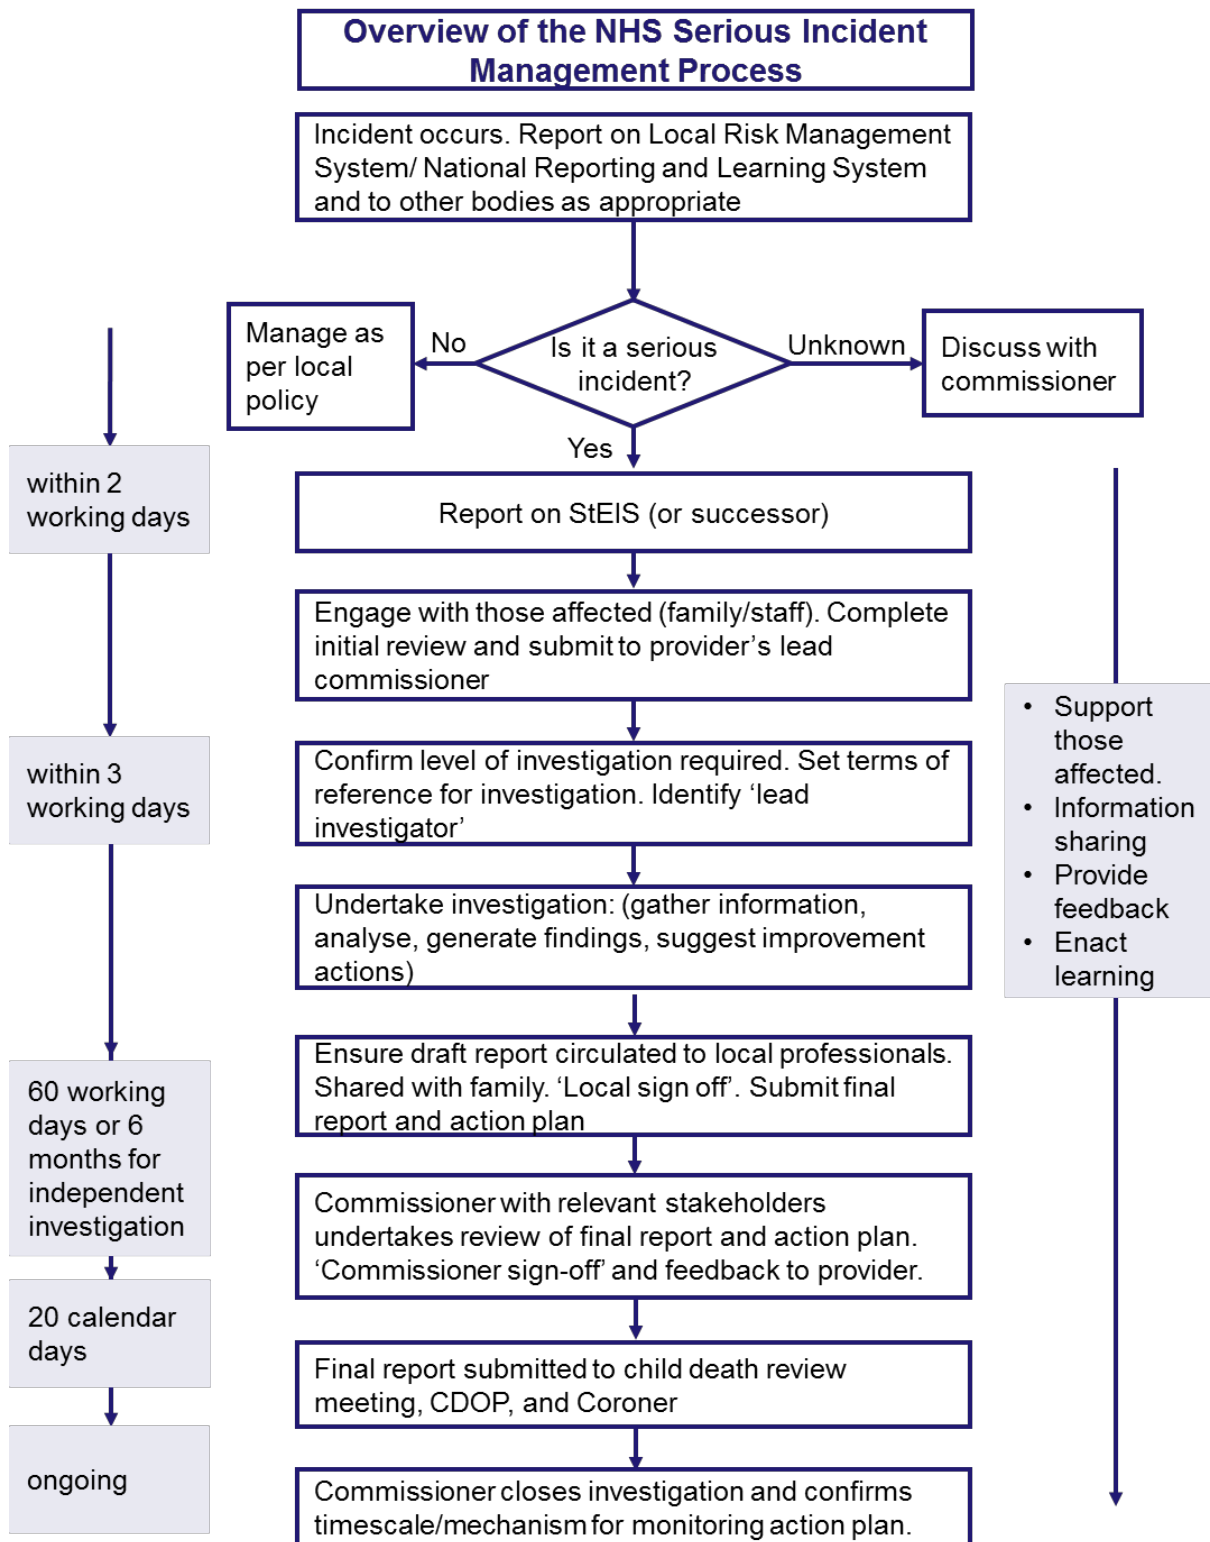 Overview of the NHS Serious Incident
Management Process
Incident occurs. Report on Local Risk Management
System/ National Reporting and Learning System
and to other bodies as appropriate
Manage as
per local
policy
No
Is it a serious
incident?
Unknown
Discuss with
commissioner
Yes
within 2
working days
Report on StEIS (or successor)
Engage with those affected (family/staff). Complete
initial review and submit to provider’s lead
commissioner
within 3
working days
Confirm level of investigation required. Set terms of
reference for investigation. Identify ‘lead
investigator’
• Support
those
affected.
• Information
sharing
• Provide
feedback
• Enact
learning
Undertake investigation: (gather information,
analyse, generate findings, suggest improvement
actions)
60 working
days or 6
months for
independent
investigation
Ensure draft report circulated to local professionals.
Shared with family. ‘Local sign off’. Submit final
report and action plan
Commissioner with relevant stakeholders
undertakes review of final report and action plan.
‘Commissioner sign-off’ and feedback to provider.
20 calendar
days
Final report submitted to child death review
meeting, CDOP, and Coroner
ongoing
Commissioner closes investigation and confirms
timescale/mechanism for monitoring action plan.